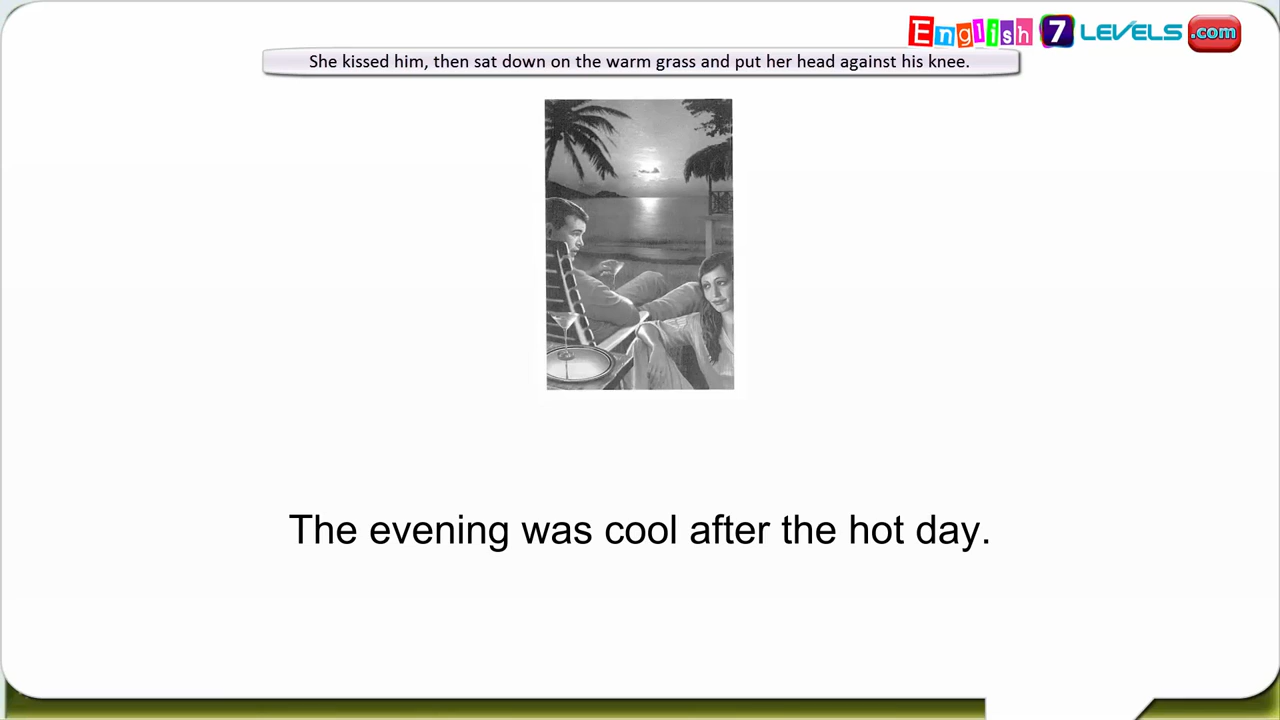 English 7 LEVELS .com
She kissed him, then sat down on the warm grass and put her head against his knee.
The evening was cool after the hot day.